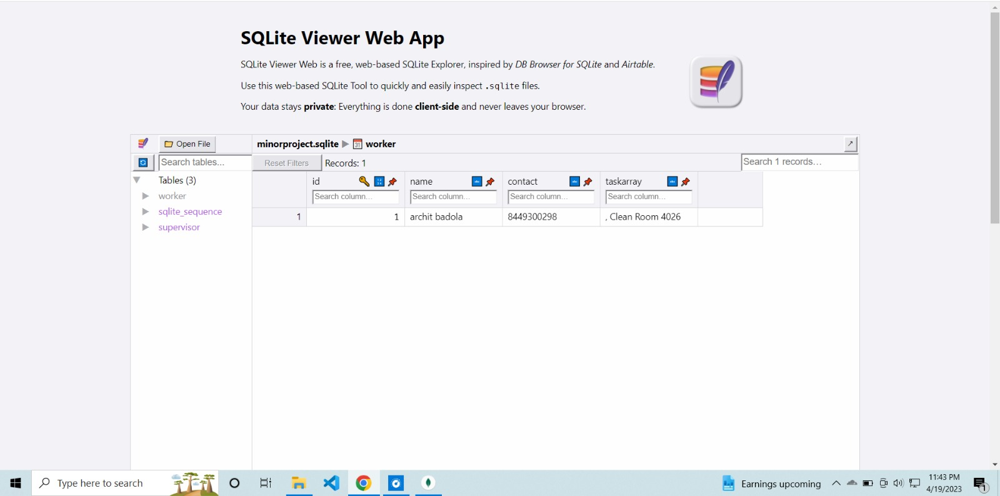 SQLite Viewer Web App
SQLite Viewer Web is a free, web-based SQLite Explorer, inspired by DB Browser for SQLite and Airtable.
Use this web-based SQLite Tool to quickly and easily inspect .sqlite files.
Your data stays private: Everything is done client-side and never leaves your browser.
Open File
minorproject.sqlite ▶ worker
Search tables...
Reset Filters
Records: 1
Search 1 records...
Tables (3)
worker
sqlite_sequence
supervisor
id name contact taskarray
Search column... Search column... Search column... Search column...
1 1 archit badola 8449300298 , Clean Room 4026
Type here to search
Earnings upcoming
11:43 PM
4/19/2023
1